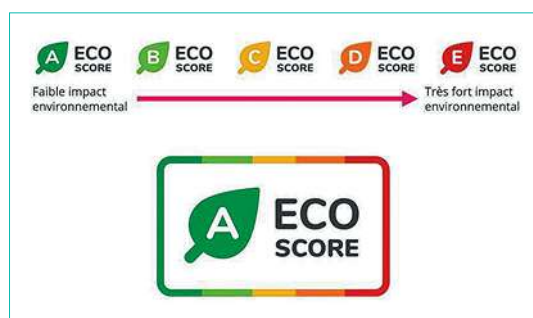 A ECO SCORE
B ECO SCORE
C ECO SCORE
D ECO SCORE
E ECO SCORE
Faible impact
environnemental
Très fort impact
environnemental
A ECO
SCORE